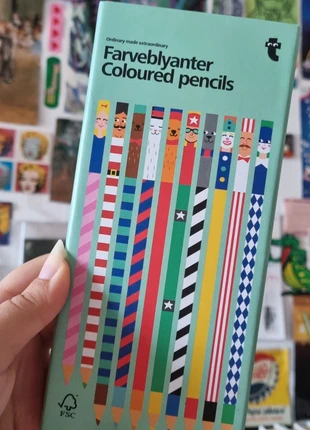 Ordinary made extraordinary
Farveblyanter
Coloured pencils
t
FSC